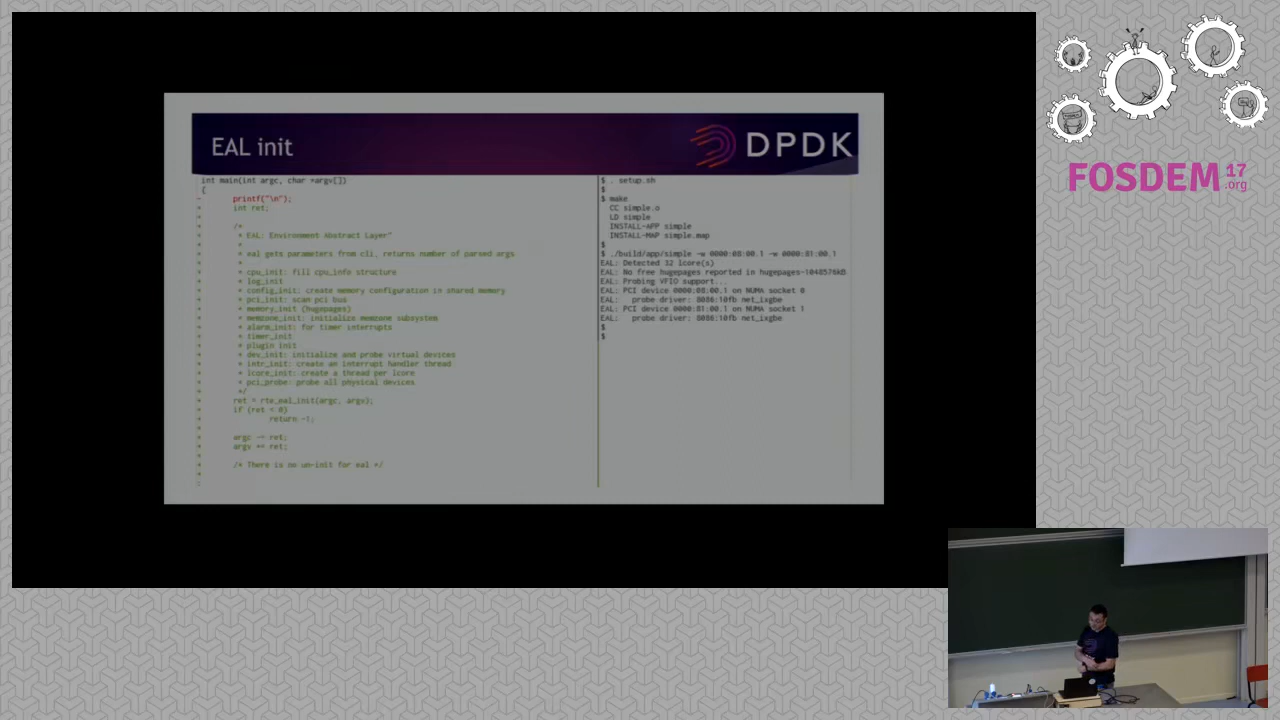 EAL init
DPDK
int main(int argc, char *argv[])
{
- printf("\n");
+ int ret;
+
+ /*
+ * EAL: Environment Abstract Layer"
+ *
+ * eal gets parameters from cli, returns number of parsed args
+ *
+ * cpu_init: fill cpu_info structure
+ * log_init
+ * config_init: create memory configuration in shared memory
+ * pci_init: scan pci bus
+ * memory_init (hugepages)
+ * memzone_init: initialize memzone subsystem
+ * alarm_init: for timer interrupts
+ * timer_init
+ * plugin init
+ * dev_init: initialize and probe virtual devices
+ * intr_init: create an interrupt handler thread
+ * lcore_init: create a thread per lcore
+ * pci_probe: probe all physical devices
+ */
+ ret = rte_eal_init(argc, argv);
+ if (ret < 0)
+ return -1;
+
+ argc -= ret;
+ argv += ret;
+
+ /* There is no un-init for eal */
+
$ . setup.sh
$
$ make
CC simple.o
LD simple
INSTALL-APP simple
INSTALL-MAP simple.map
$
$ ./build/app/simple -w 0000:08:00.1 -w 0000:81:00.1
EAL: Detected 32 lcore(s)
EAL: No free hugepages reported in hugepages-1048576kB
EAL: Probing VFIO support...
EAL: PCI device 0000:08:00.1 on NUMA socket 0
EAL: probe driver: 8086:10fb net_ixgbe
EAL: PCI device 0000:81:00.1 on NUMA socket 1
EAL: probe driver: 8086:10fb net_ixgbe
$
$
FOSDEM 17
.org